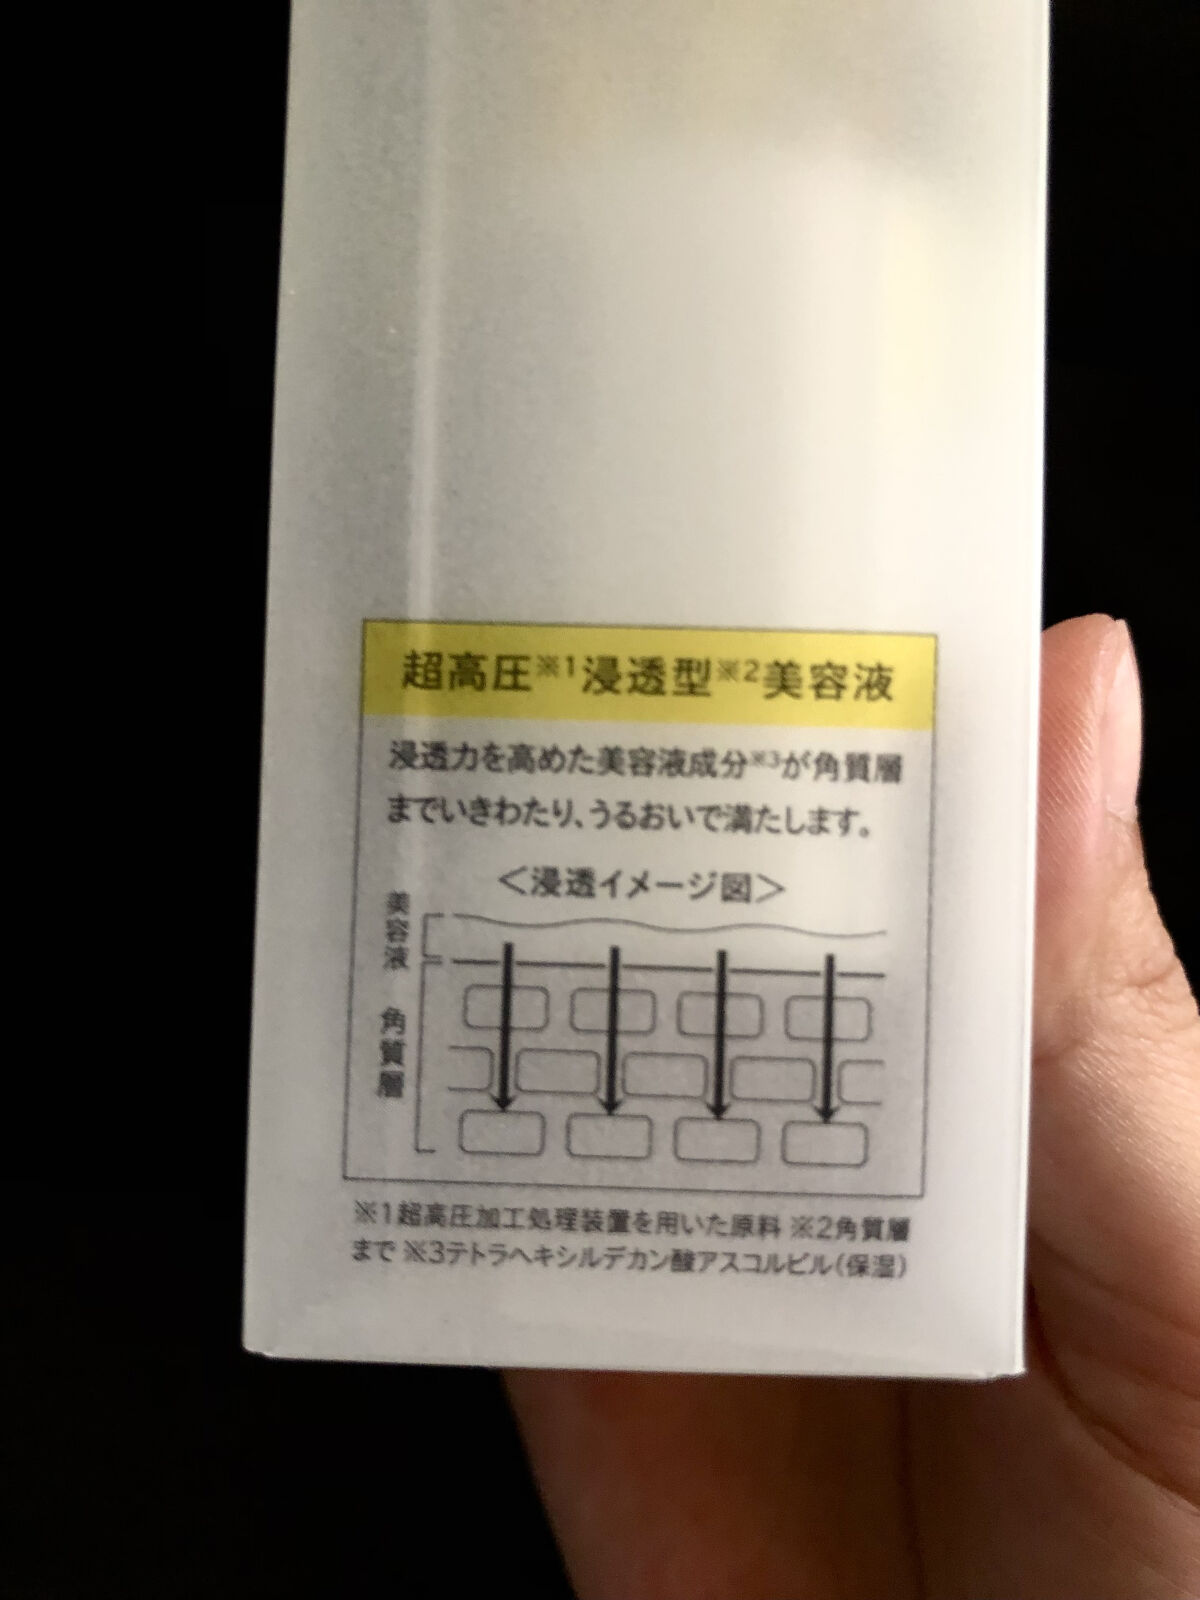 超高圧※1浸透型※2美容液
浸透力を高めた美容液成分※3が角質層
までいきわたり、うるおいで満たします。
＜浸透イメージ図＞
美容液
角質層
※1超高圧加工処理装置を用いた原料 ※2角質層
まで ※3テトラヘキシルデカン酸アスコルビル（保湿）